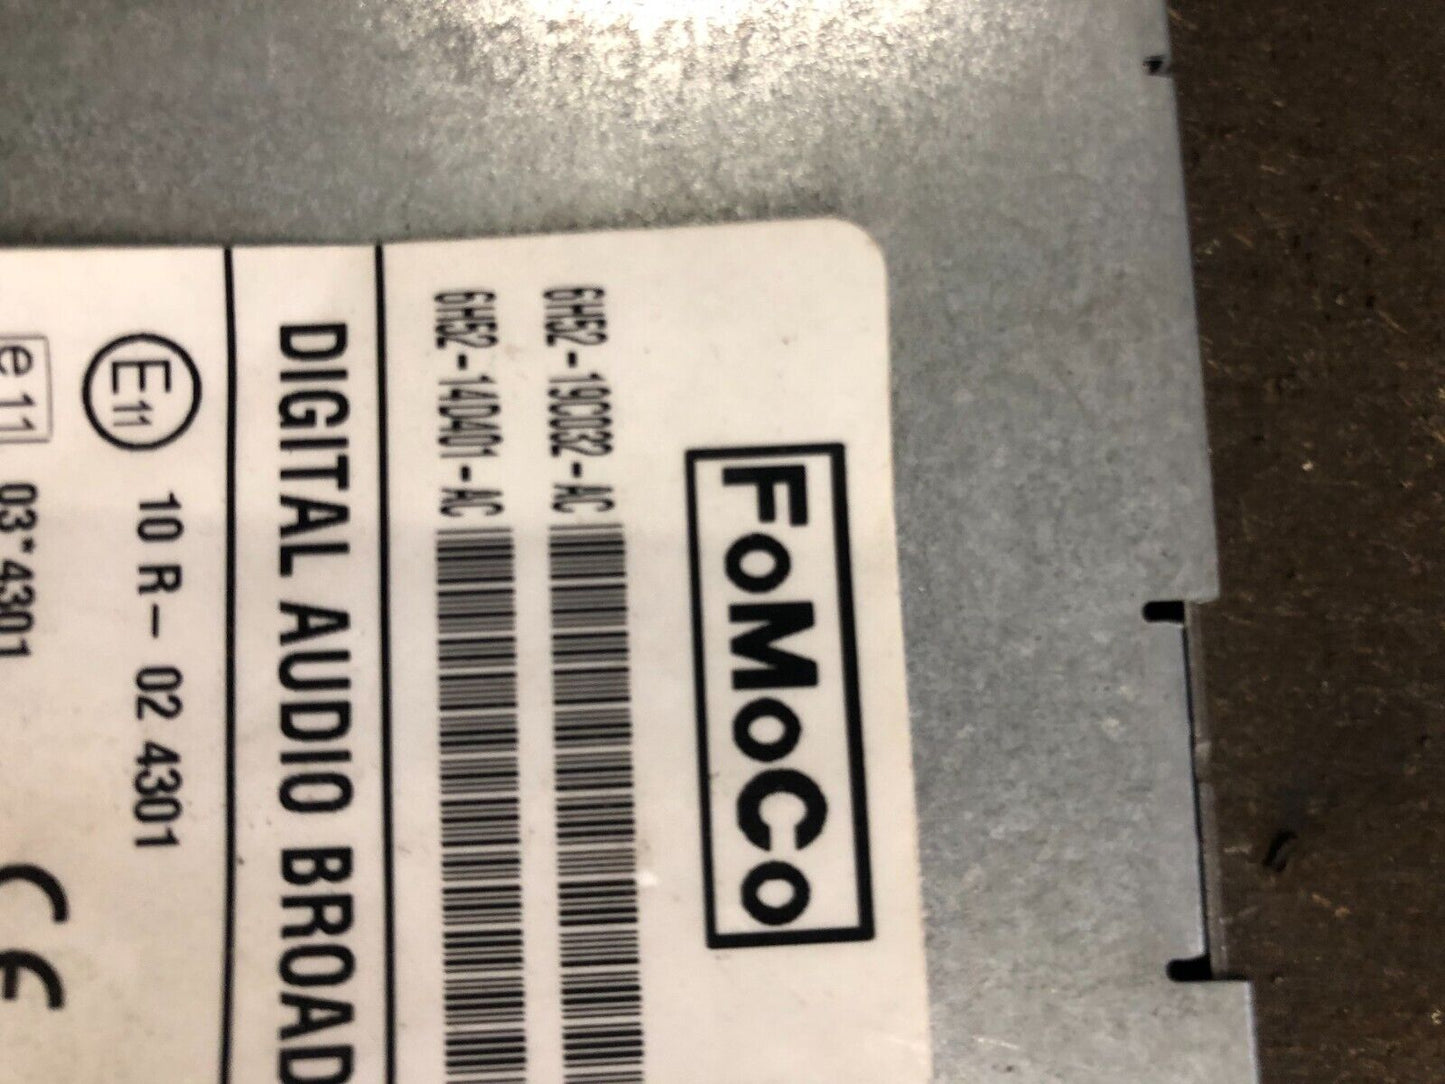 FoMoCo
6H52-19C032-AC
6H52-14D401-AC
DIGITAL AUDIO BROAD
E11 10 R- 02 4301
e11 03*4301
CE